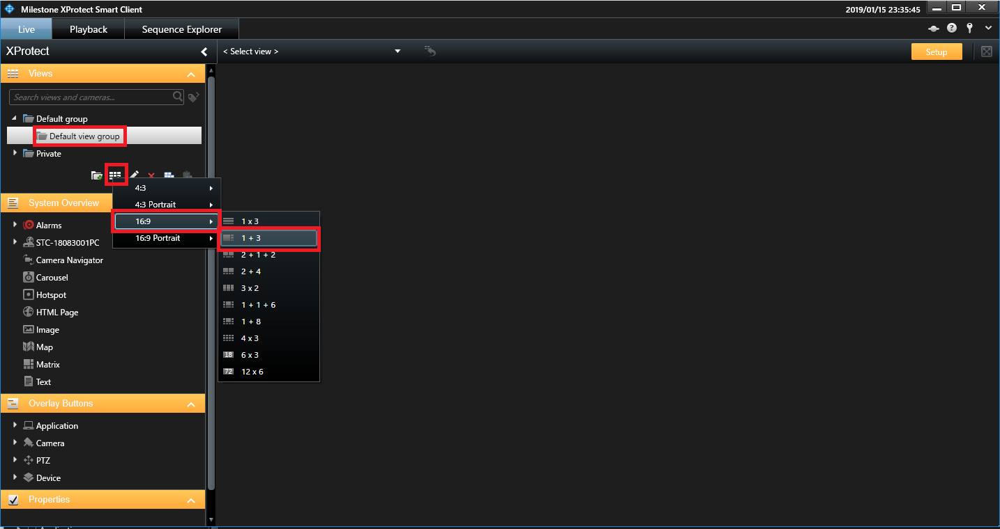 Milestone XProtect Smart Client
2019/01/15 23:35:45
Live
Playback
Sequence Explorer
XProtect
< Select view >
Setup
Views
Search views and cameras...
Default group
Default view group
Private
4:3
4:3 Portrait
16:9
16:9 Portrait
1 x 3
1 + 3
2 + 1 + 2
2 + 4
3 x 2
1 + 1 + 6
1 + 8
4 x 3
18 6 x 3
72 12 x 6
System Overview
Alarms
STC-18083001PC
Camera Navigator
Carousel
Hotspot
HTML Page
Image
Map
Matrix
Text
Overlay Buttons
Application
Camera
PTZ
Device
Properties